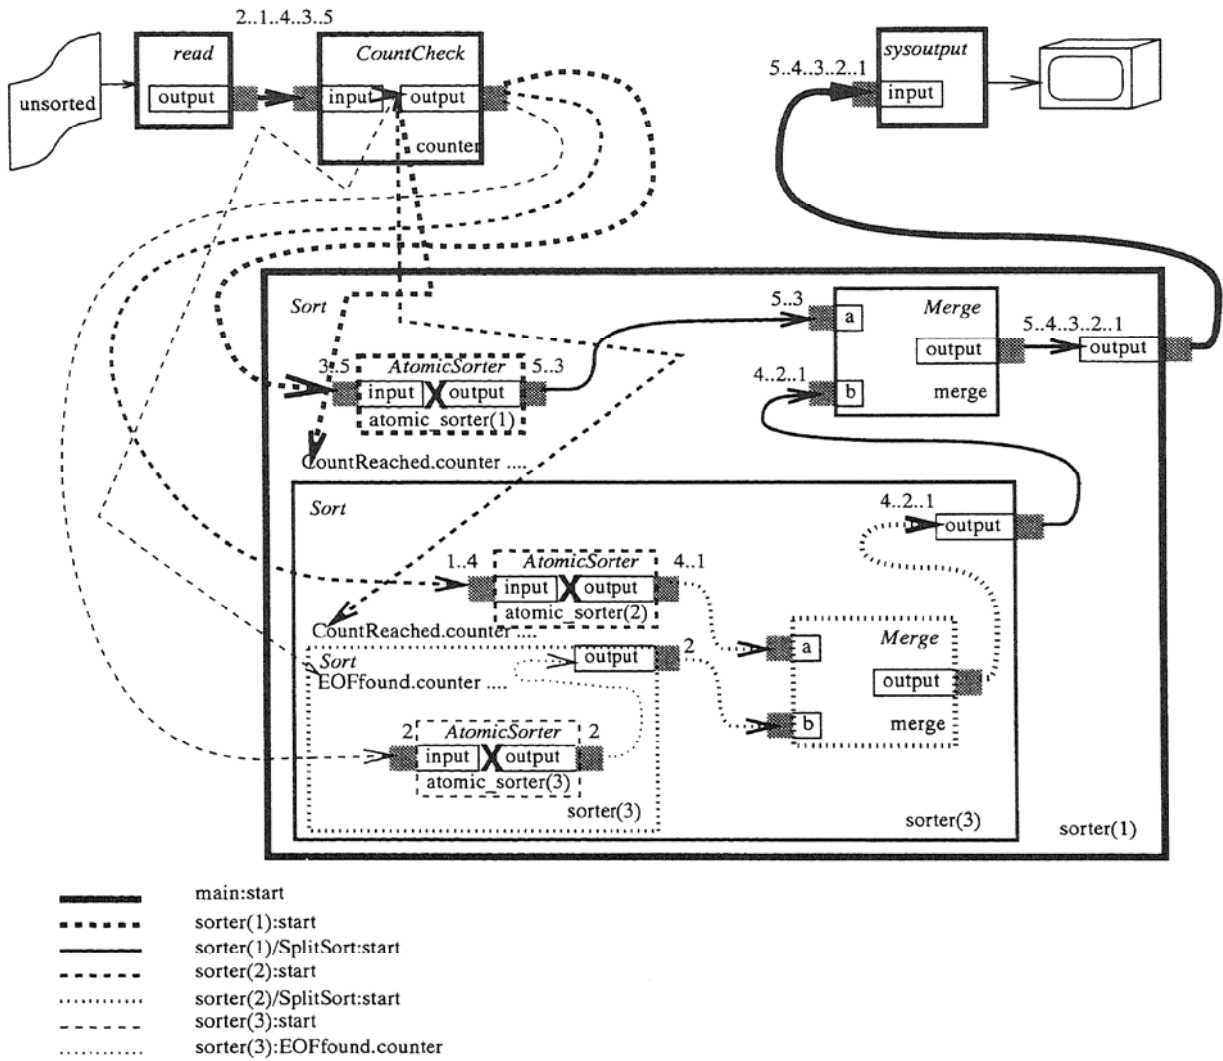 2..1..4..3..5
read
CountCheck
sysoutput
5..4..3..2..1
unsorted
output
input
output
input
counter
Sort
5..3
a
Merge
5..4..3..2..1
output
output
3..5
AtomicSorter
5..3
4..2..1
input
output
b
merge
atomic_sorter(1)
CountReached.counter ....
Sort
4..2..1
output
1..4
AtomicSorter
4..1
input
output
atomic_sorter(2)
CountReached.counter ....
Merge
a
Sort
output
2
EOFfound.counter ....
output
b
merge
2
AtomicSorter
2
input
output
atomic_sorter(3)
sorter(3)
sorter(3)
sorter(1)
main:start
sorter(1):start
sorter(1)/SplitSort:start
sorter(2):start
sorter(2)/SplitSort:start
sorter(3):start
sorter(3):EOFfound.counter